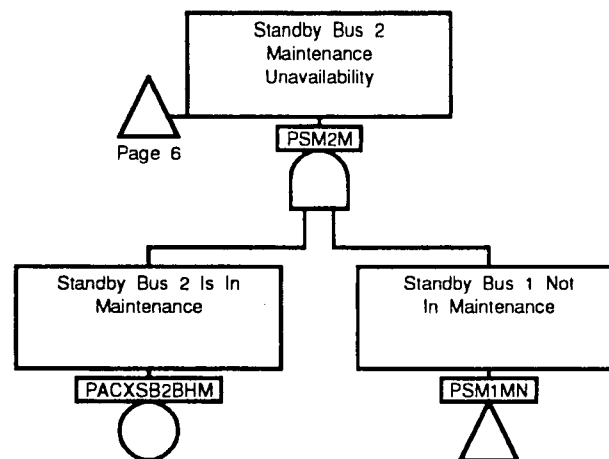 Standby Bus 2
Maintenance
Unavailability
Page 6
PSM2M
Standby Bus 2 Is In
Maintenance
Standby Bus 1 Not
In Maintenance
PACXSB2BHM
PSM1MN